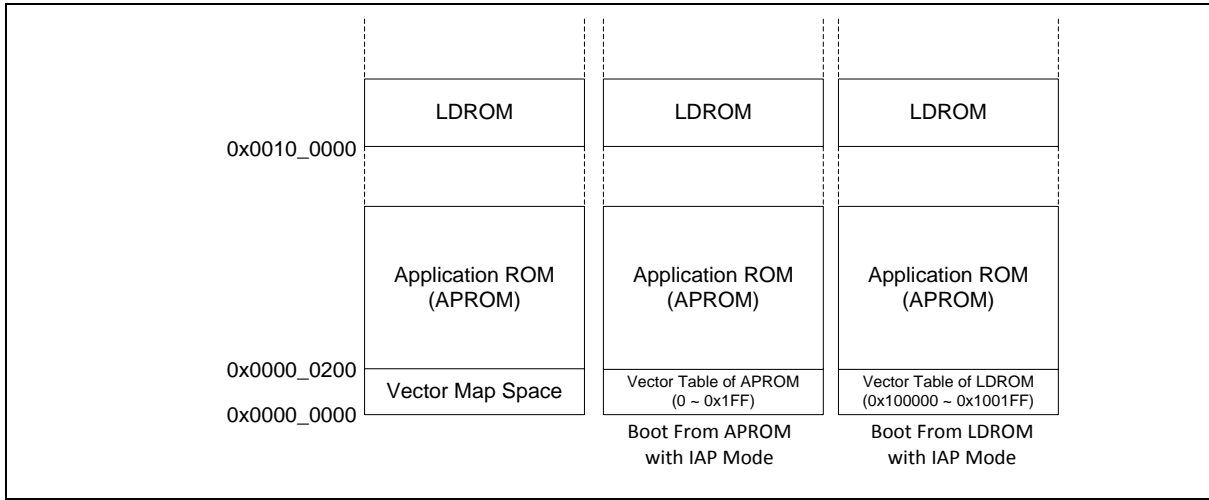 LDROM
LDROM
LDROM
0x0010_0000
Application ROM
(APROM)
Application ROM
(APROM)
Application ROM
(APROM)
0x0000_0200
Vector Map Space
Vector Table of APROM
(0 ~ 0x1FF)
Vector Table of LDROM
(0x100000 ~ 0x1001FF)
0x0000_0000
Boot From APROM
with IAP Mode
Boot From LDROM
with IAP Mode